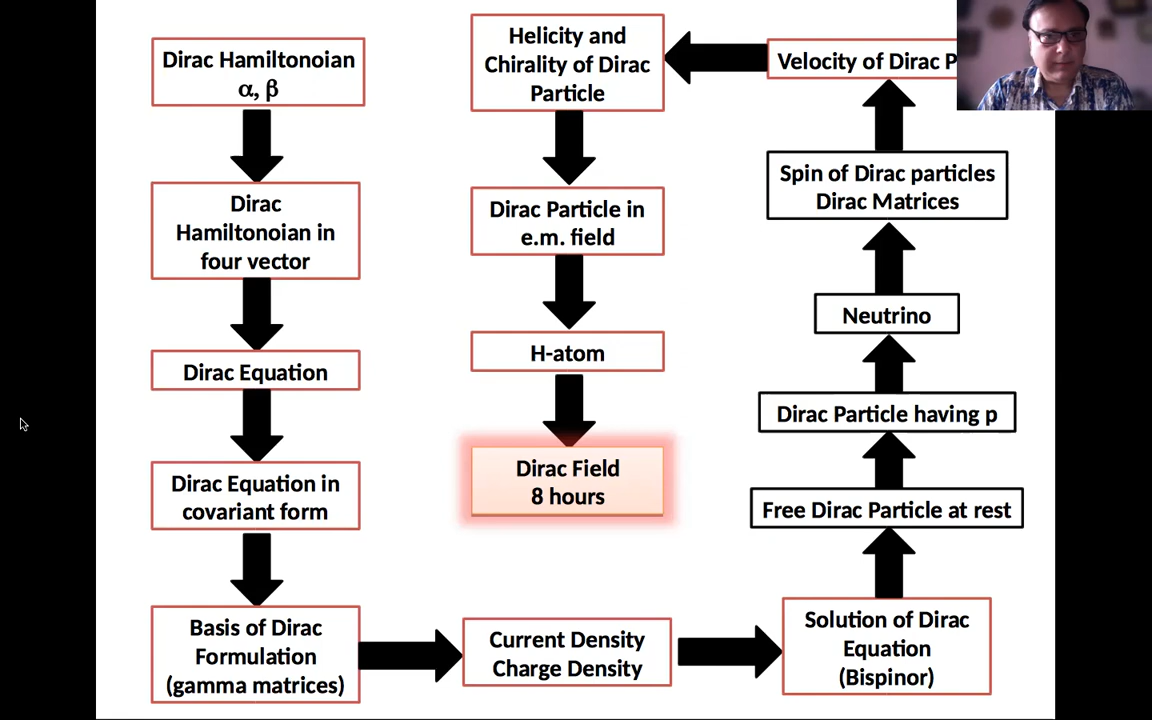 Dirac Hamiltonoian
α, β
Dirac
Hamiltonoian in
four vector
Dirac Equation
Dirac Equation in
covariant form
Basis of Dirac
Formulation
(gamma matrices)
Current Density
Charge Density
Solution of Dirac
Equation
(Bispinor)
Free Dirac Particle at rest
Dirac Particle having p
Neutrino
Spin of Dirac particles
Dirac Matrices
Velocity of Dirac P
Helicity and
Chirality of Dirac
Particle
Dirac Particle in
e.m. field
H-atom
Dirac Field
8 hours